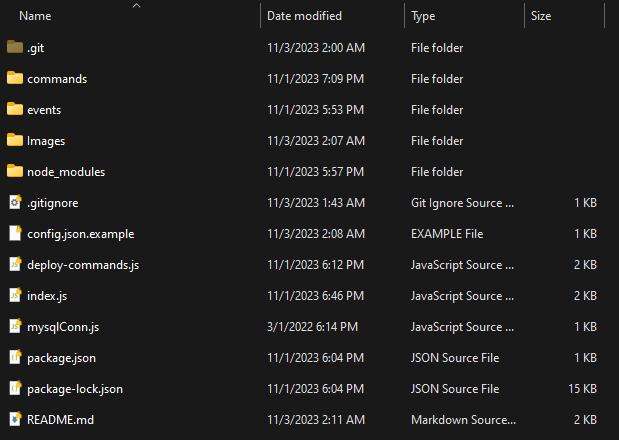 Name Date modified Type Size
.git 11/3/2023 2:00 AM File folder
commands 11/1/2023 7:09 PM File folder
events 11/1/2023 5:53 PM File folder
Images 11/3/2023 2:07 AM File folder
node_modules 11/1/2023 5:57 PM File folder
.gitignore 11/3/2023 1:43 AM Git Ignore Source ... 1 KB
config.json.example 11/3/2023 2:08 AM EXAMPLE File 1 KB
deploy-commands.js 11/1/2023 6:12 PM JavaScript Source ... 2 KB
index.js 11/1/2023 6:46 PM JavaScript Source ... 2 KB
mysqlConn.js 3/1/2022 6:14 PM JavaScript Source ... 1 KB
package.json 11/1/2023 6:04 PM JSON Source File 1 KB
package-lock.json 11/1/2023 6:04 PM JSON Source File 15 KB
README.md 11/3/2023 2:11 AM Markdown Source... 2 KB